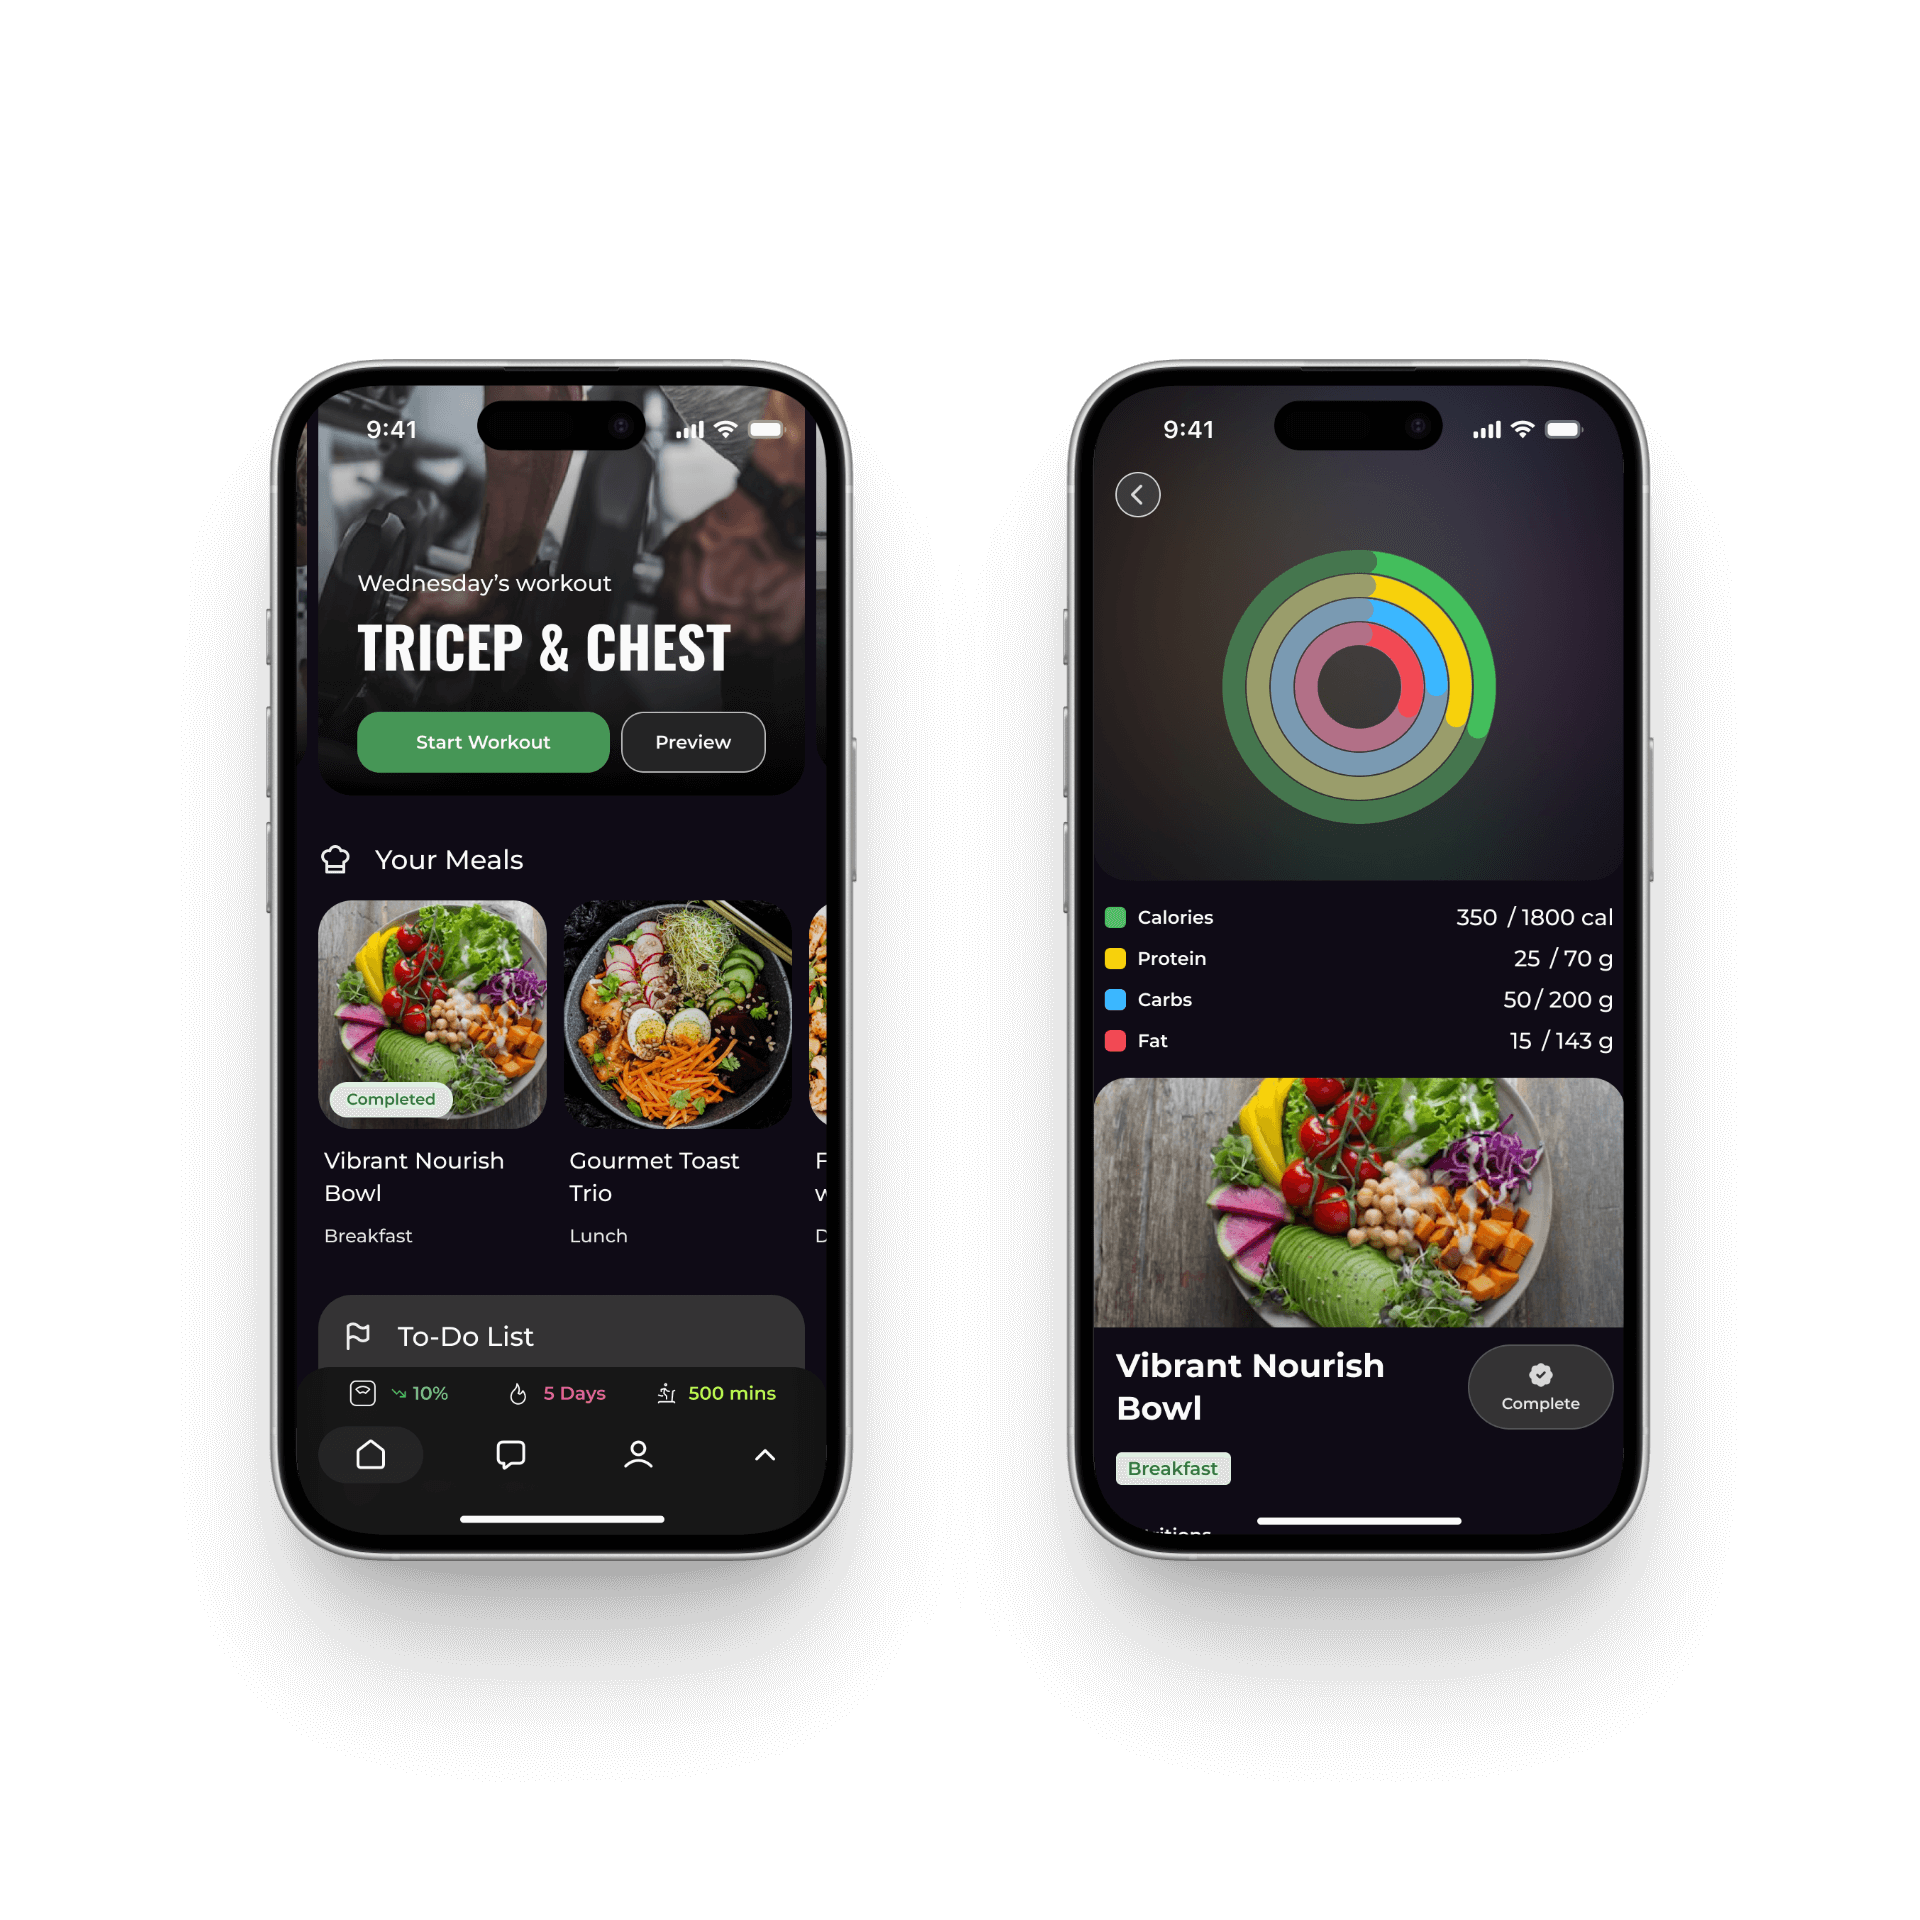 9:41
Wednesday’s workout
TRICEP & CHEST
Start Workout
Preview
Your Meals
Completed
Vibrant Nourish
Bowl
Breakfast
Gourmet Toast
Trio
Lunch
To-Do List
10%
5 Days
500 mins
9:41
Calories 350 / 1800 cal
Protein 25 / 70 g
Carbs 50/ 200 g
Fat 15 / 143 g
Vibrant Nourish
Bowl
Complete
Breakfast